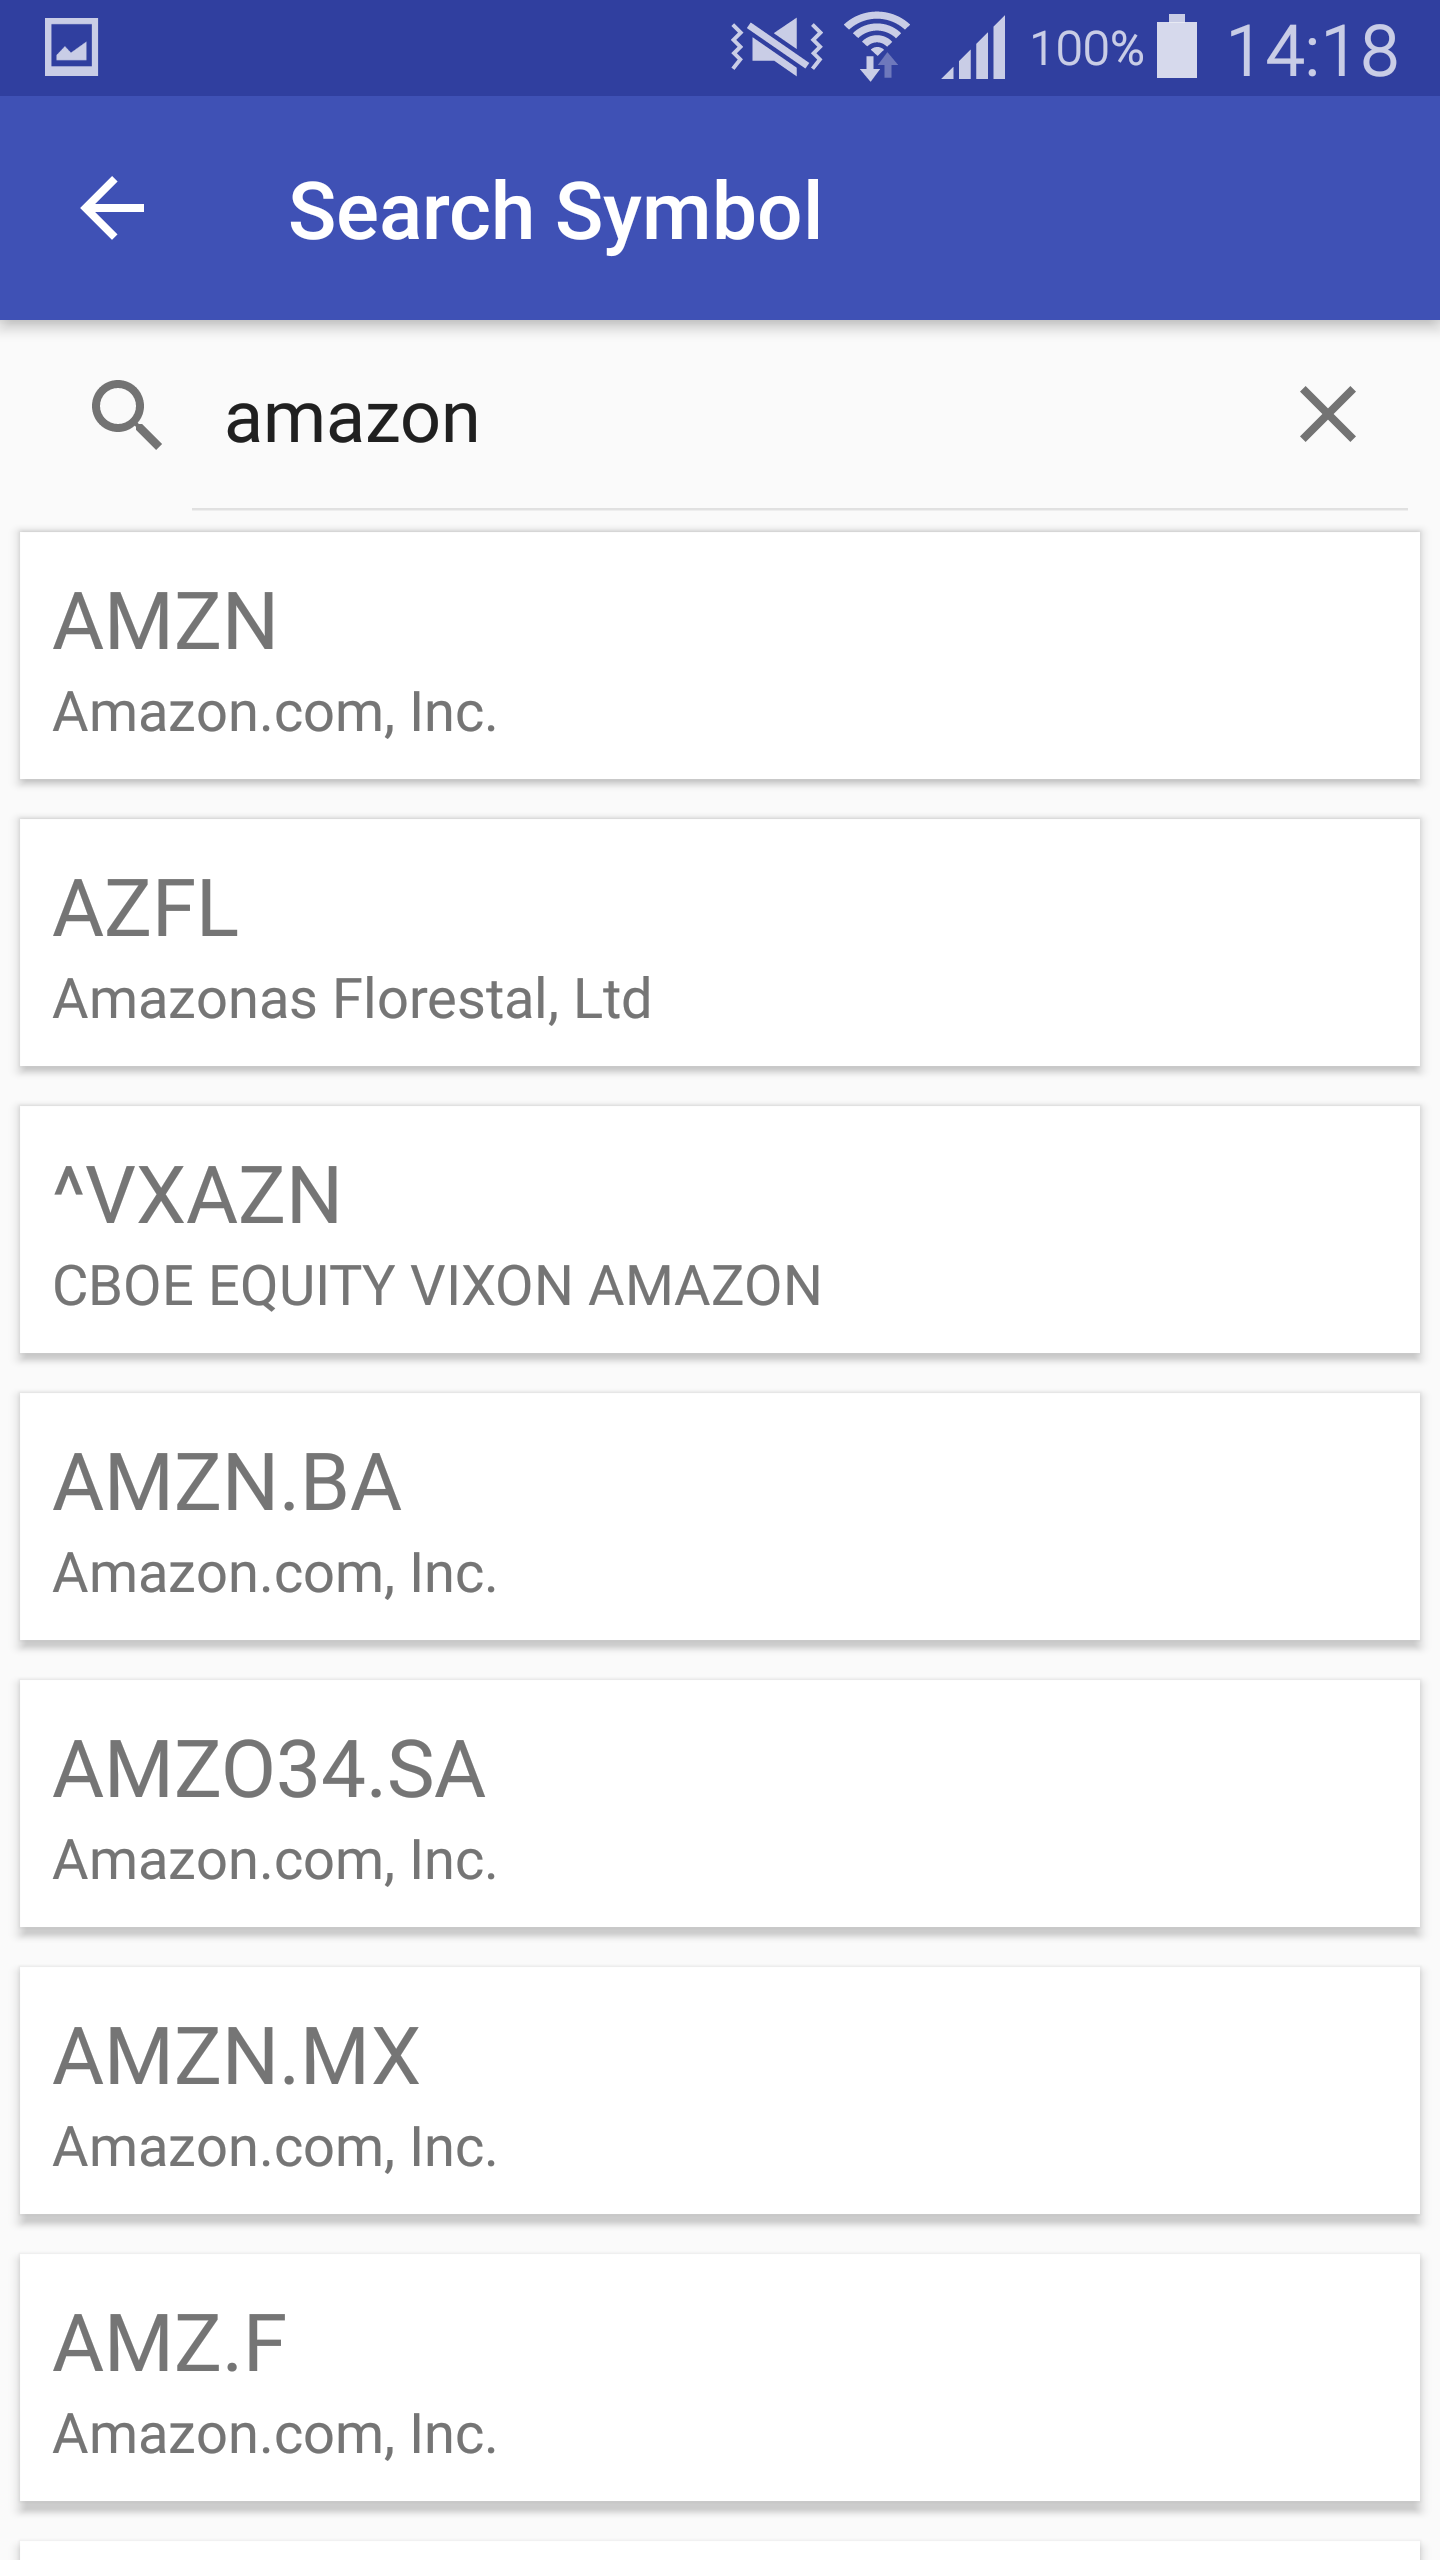 100% 14:18
Search Symbol
amazon
AMZN
Amazon.com, Inc.
AZFL
Amazonas Florestal, Ltd
^VXAZN
CBOE EQUITY VIXON AMAZON
AMZN.BA
Amazon.com, Inc.
AMZO34.SA
Amazon.com, Inc.
AMZN.MX
Amazon.com, Inc.
AMZ.F
Amazon.com, Inc.